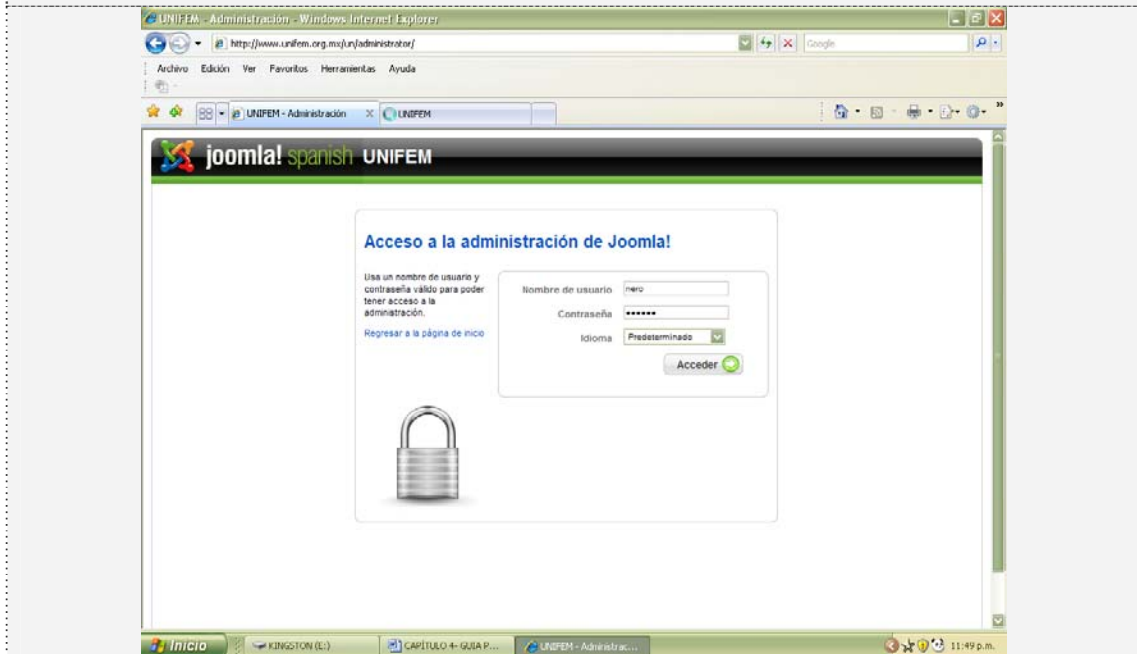 UNIFEM - Administración - Windows Internet Explorer
http://www.unifem.org.mx/un/administrator/
Google
Archivo Edición Ver Favoritos Herramientas Ayuda
UNIFEM - Administración UNIFEM
joomla! spanish UNIFEM
Acceso a la administración de Joomla!
Usa un nombre de usuario y
contraseña válido para poder
tener acceso a la
administración.
Regresar a la página de inicio
Nombre de usuario nero
Contraseña ••••••
Idioma Predeterminado
Acceder
Inicio KINGSTON (E:) CAPÍTULO 4- GUIA P... UNIFEM - Administrac... 11:49 p.m.